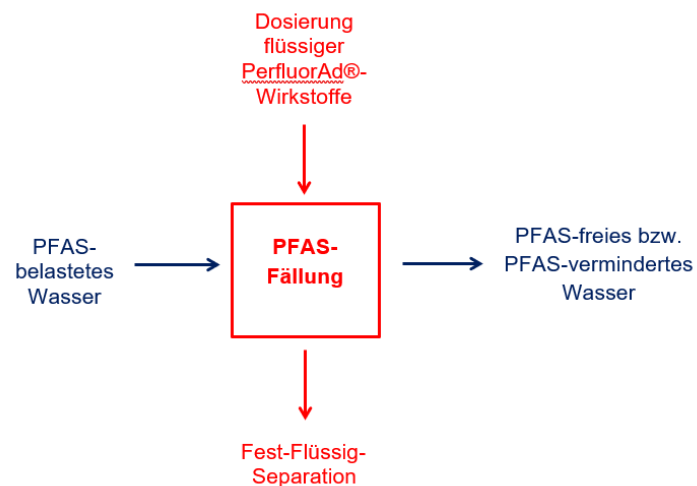 Dosierung
flüssiger
PerfluorAd®-
Wirkstoffe
PFAS-
belastetes
Wasser
PFAS-
Fällung
PFAS-freies bzw.
PFAS-vermindertes
Wasser
Fest-Flüssig-
Separation